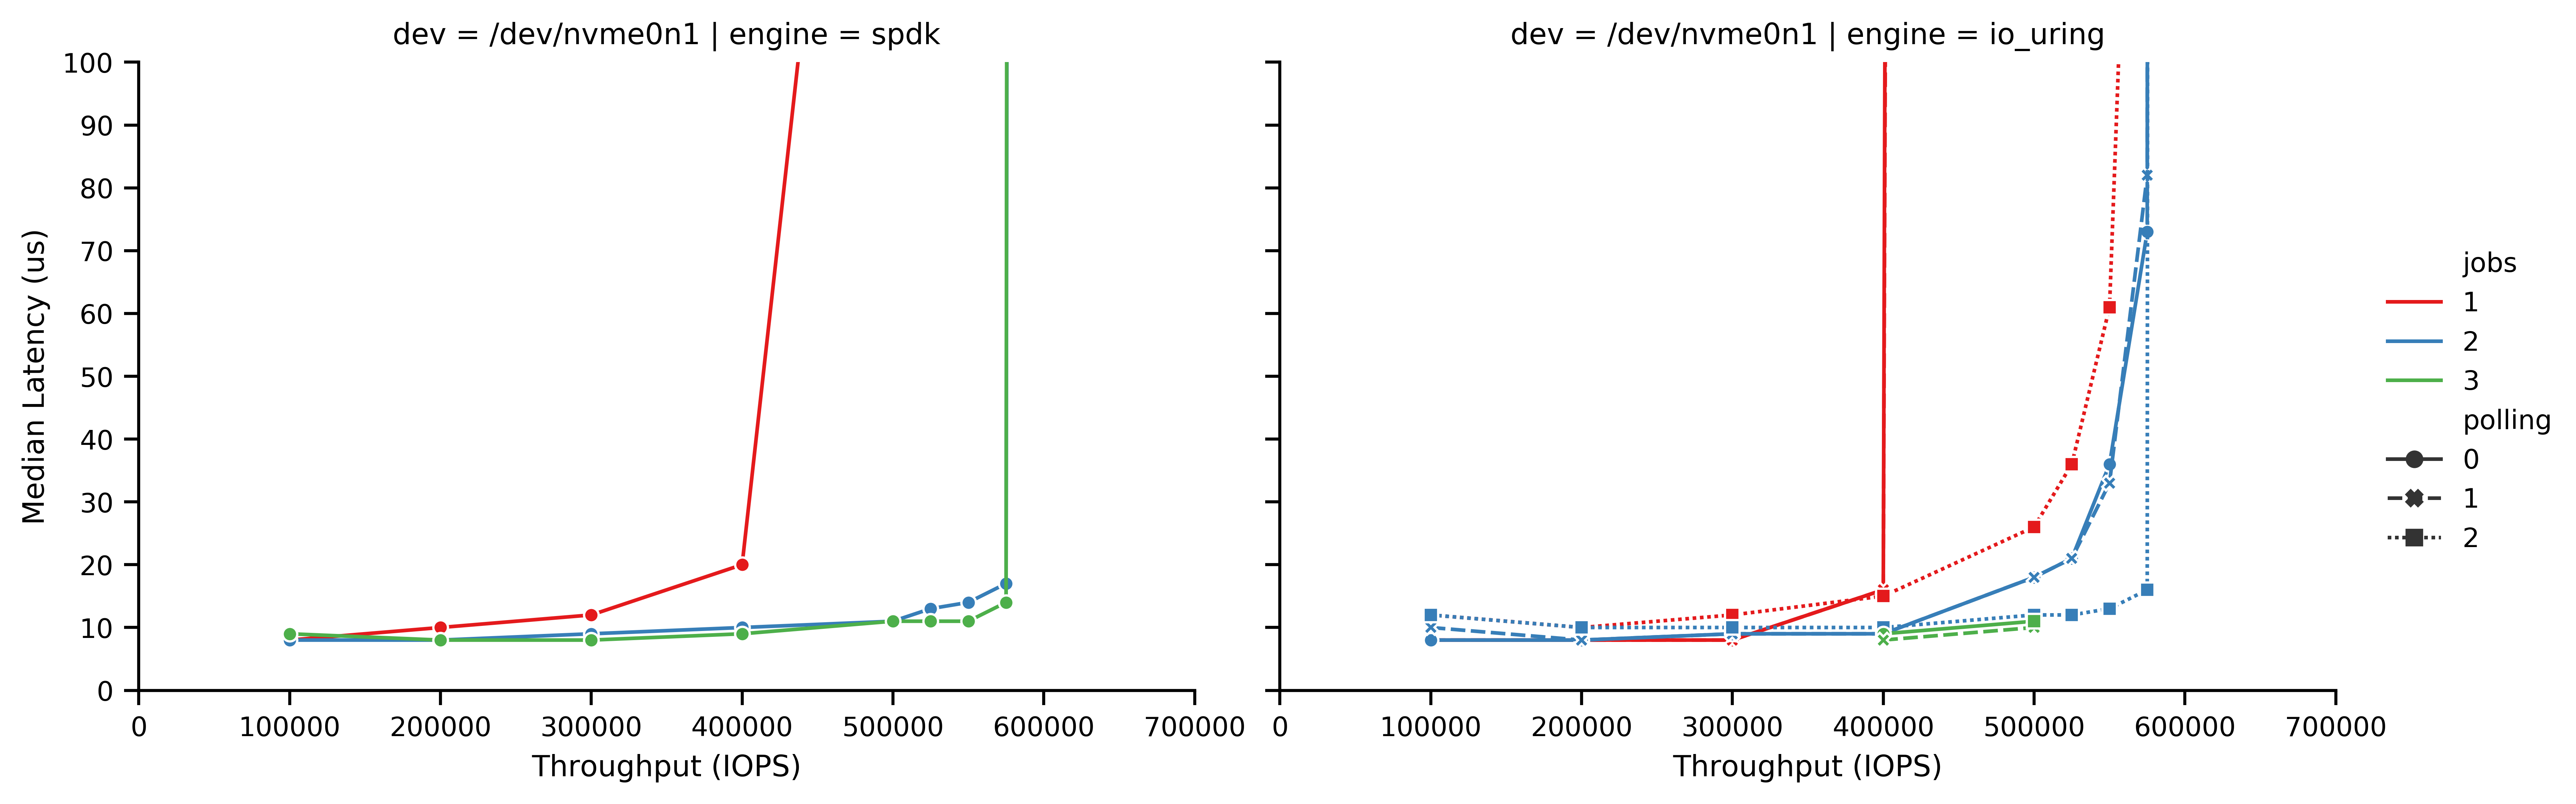 dev = /dev/nvme0n1 | engine = spdk
dev = /dev/nvme0n1 | engine = io_uring
Median Latency (us)
100
90
80
70
60
50
40
30
20
10
0
0 100000 200000 300000 400000 500000 600000 700000
Throughput (IOPS)
0 100000 200000 300000 400000 500000 600000 700000
Throughput (IOPS)
jobs
1
2
3
polling
0
1
2